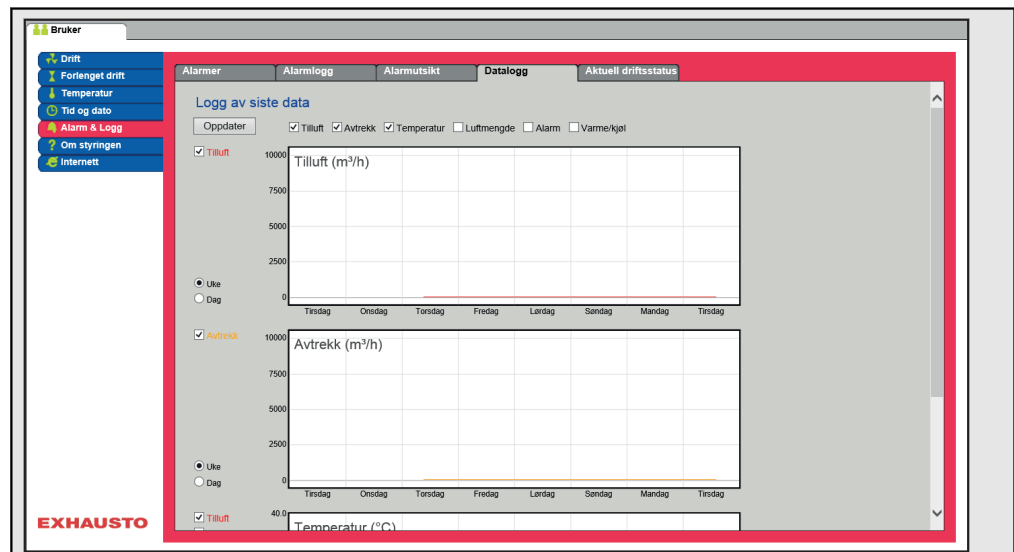 Bruker
Drift
Forlenget drift
Temperatur
Tid og dato
Alarm & Logg
Om styringen
Internett
Alarmer Alarmlogg Alarmutsikt Datalogg Aktuell driftsstatus
Logg av siste data
Oppdater Tilluft Avtrekk Temperatur Luftmengde Alarm Varme/kjøl
Tilluft
Tilluft (m³/h)
10000
7500
5000
2500
0
Uke
Dag
Tirsdag Onsdag Torsdag Fredag Lørdag Søndag Mandag Tirsdag
Avtrekk
Avtrekk (m³/h)
10000
7500
5000
2500
0
Uke
Dag
Tirsdag Onsdag Torsdag Fredag Lørdag Søndag Mandag Tirsdag
Tilluft
40.0
Temperatur (°C)
EXHAUSTO